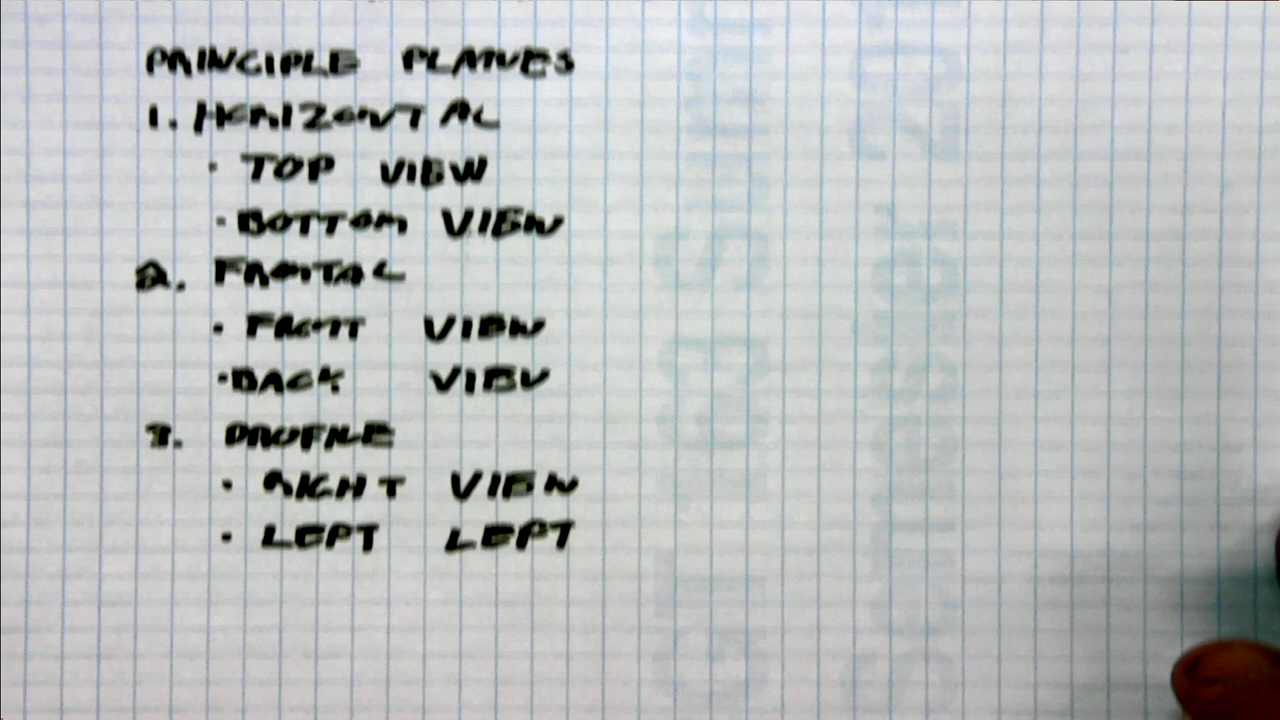 PRINCIPLE PLANES
1. HORIZONTAL
· TOP VIEW
· BOTTOM VIEW
2. FRONTAL
· FRONT VIEW
· BACK VIEW
3. PROFILE
· RIGHT VIEW
· LEFT LEFT